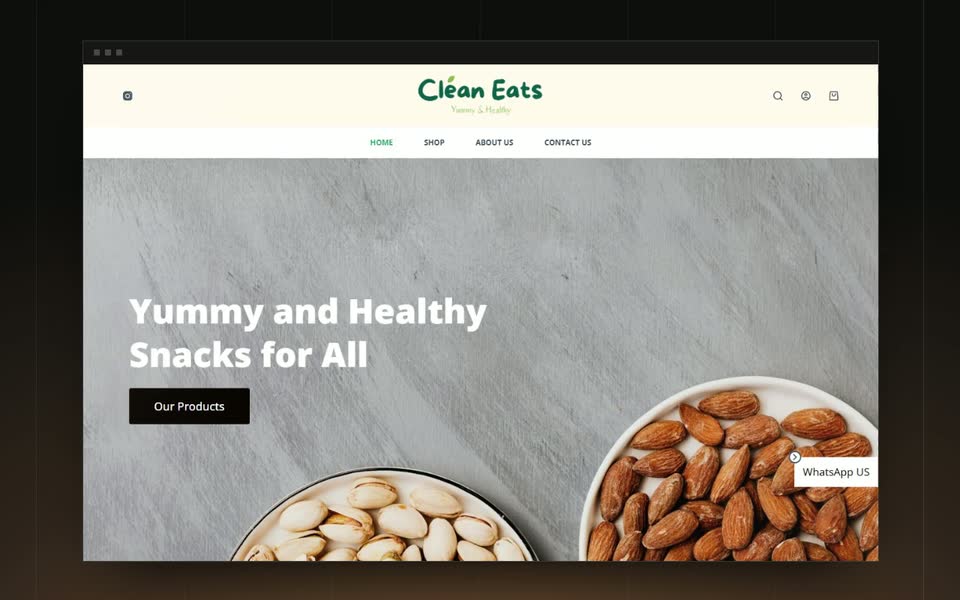 Clean Eats
Yummy & Healthy
HOME SHOP ABOUT US CONTACT US
Yummy and Healthy
Snacks for All
Our Products
WhatsApp US